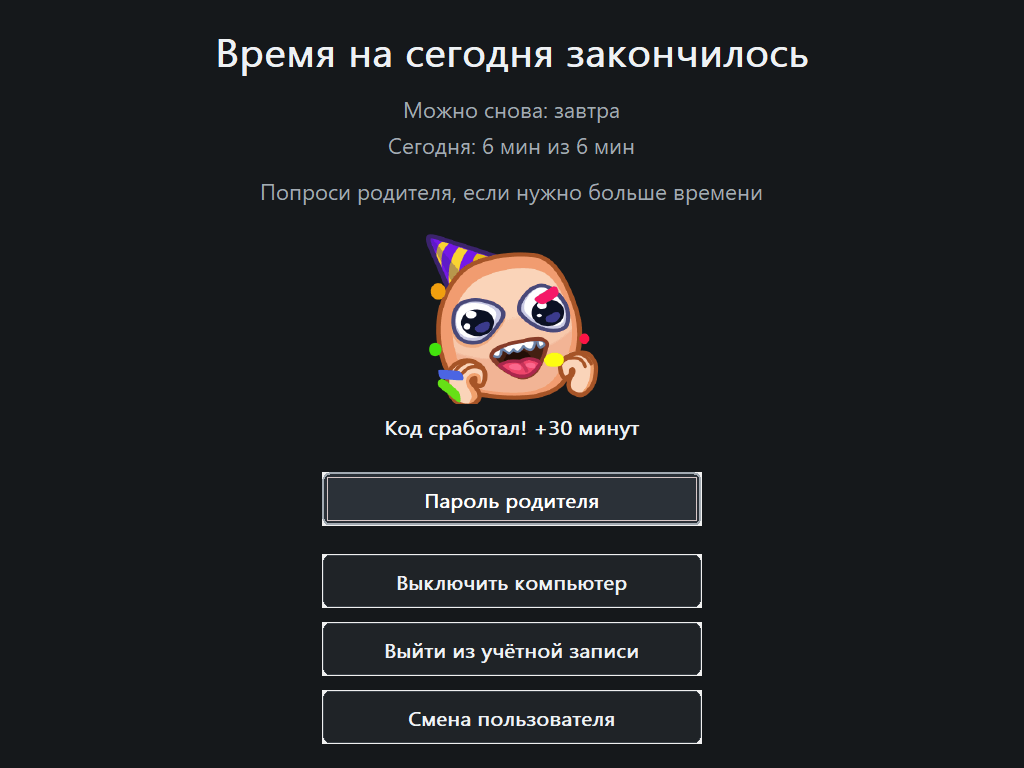 Время на сегодня закончилось
Можно снова: завтра
Сегодня: 6 мин из 6 мин
Попроси родителя, если нужно больше времени
Код сработал! +30 минут
Пароль родителя
Выключить компьютер
Выйти из учётной записи
Смена пользователя